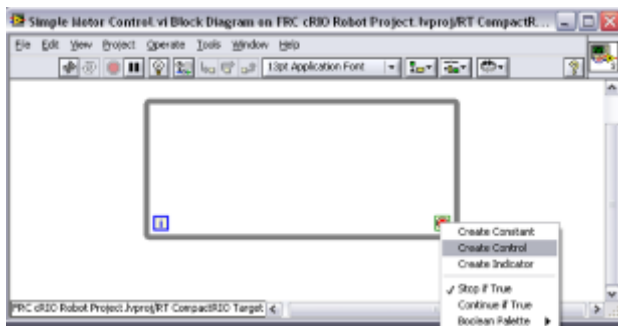 Simple Motor Control.vi Block Diagram on FRC cRIO Robot Project.lvproj/RT CompactR...
File Edit View Project Operate Tools Window Help
13pt Application Font
i
Create Constant
Create Control
Create Indicator
Stop if True
Continue if True
Boolean Palette
FRC cRIO Robot Project.lvproj/RT CompactRIO Target